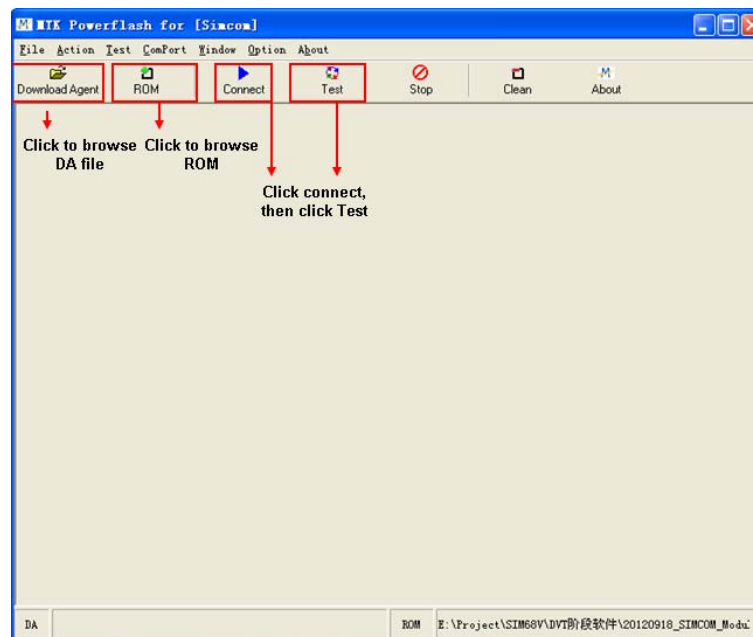 MTK Powerflash for [Simcom]
File Action Test ComPort Window Option About
Download Agent ROM Connect Test Stop Clean About
Click to browse DA file
Click to browse ROM
Click connect, then click Test
DA ROM E:\Project\SIM68V\DVT阶段软件\20120918_SIMCOM_Modu